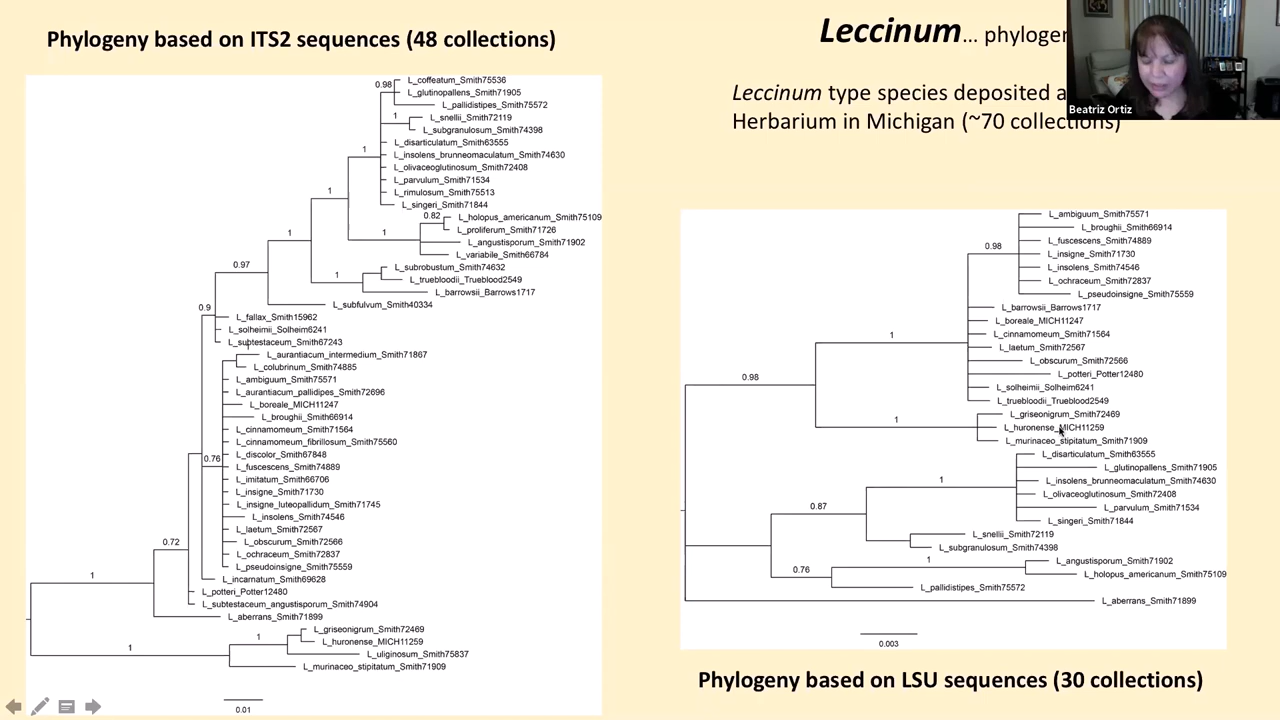 Phylogeny based on ITS2 sequences (48 collections)
0.98
L_coffeatum_Smith75536
L_glutinopallens_Smith71905
L_pallidistipes_Smith75572
1
L_snellii_Smith72119
L_subgranulosum_Smith74398
L_disarticulatum_Smith63555
1
L_insolens_brunneomaculatum_Smith74630
L_olivaceoglutinosum_Smith72408
L_parvulum_Smith71534
1
L_rimulosum_Smith75513
L_singeri_Smith71844
0.82
L_holopus_americanum_Smith75109
L_proliferum_Smith71726
1
1
L_angustisporum_Smith71902
L_variabile_Smith66784
0.97
L_subrobustum_Smith74632
1
L_truebloodii_Trueblood2549
L_barrowsii_Barrows1717
0.9
L_subfulvum_Smith40334
L_fallax_Smith15962
L_solheimii_Solheim6241
L_subtestaceum_Smith67243
1
L_aurantiacum_intermedium_Smith71867
L_colubrinum_Smith74885
L_ambiguum_Smith75571
L_aurantiacum_pallidipes_Smith72696
L_boreale_MICH11247
L_broughii_Smith66914
L_cinnamomeum_Smith71564
L_cinnamomeum_fibrillosum_Smith75560
0.76
L_discolor_Smith67848
L_fuscescens_Smith74889
L_imitatum_Smith66706
L_insigne_Smith71730
L_insigne_luteopallidum_Smith71745
L_insolens_Smith74546
L_laetum_Smith72567
0.72
L_obscurum_Smith72566
L_ochraceum_Smith72837
L_pseudoinsigne_Smith75559
1
L_incarnatum_Smith69628
L_potteri_Potter12480
L_subtestaceum_angustisporum_Smith74904
L_aberrans_Smith71899
L_griseonigrum_Smith72469
1
L_huronense_MICH11259
1
L_uliginosum_Smith75837
L_murinaceo_stipitatum_Smith71909
0.01
Leccinum... phyloge
Leccinum type species deposited a
Herbarium in Michigan (~70 collections)
Beatriz Ortiz
L_ambiguum_Smith75571
L_broughii_Smith66914
0.98
L_fuscescens_Smith74889
L_insigne_Smith71730
L_insolens_Smith74546
L_ochraceum_Smith72837
L_pseudoinsigne_Smith75559
L_barrowsii_Barrows1717
L_boreale_MICH11247
1
L_cinnamomeum_Smith71564
L_laetum_Smith72567
L_obscurum_Smith72566
0.98
L_potteri_Potter12480
L_solheimii_Solheim6241
L_truebloodii_Trueblood2549
L_griseonigrum_Smith72469
1
L_huronense_MICH11259
L_murinaceo_stipitatum_Smith71909
L_disarticulatum_Smith63555
L_glutinopallens_Smith71905
1
L_insolens_brunneomaculatum_Smith74630
L_olivaceoglutinosum_Smith72408
0.87
L_parvulum_Smith71534
L_singeri_Smith71844
L_snellii_Smith72119
L_subgranulosum_Smith74398
1
L_angustisporum_Smith71902
0.76
L_holopus_americanum_Smith75109
L_pallidistipes_Smith75572
L_aberrans_Smith71899
0.003
Phylogeny based on LSU sequences (30 collections)